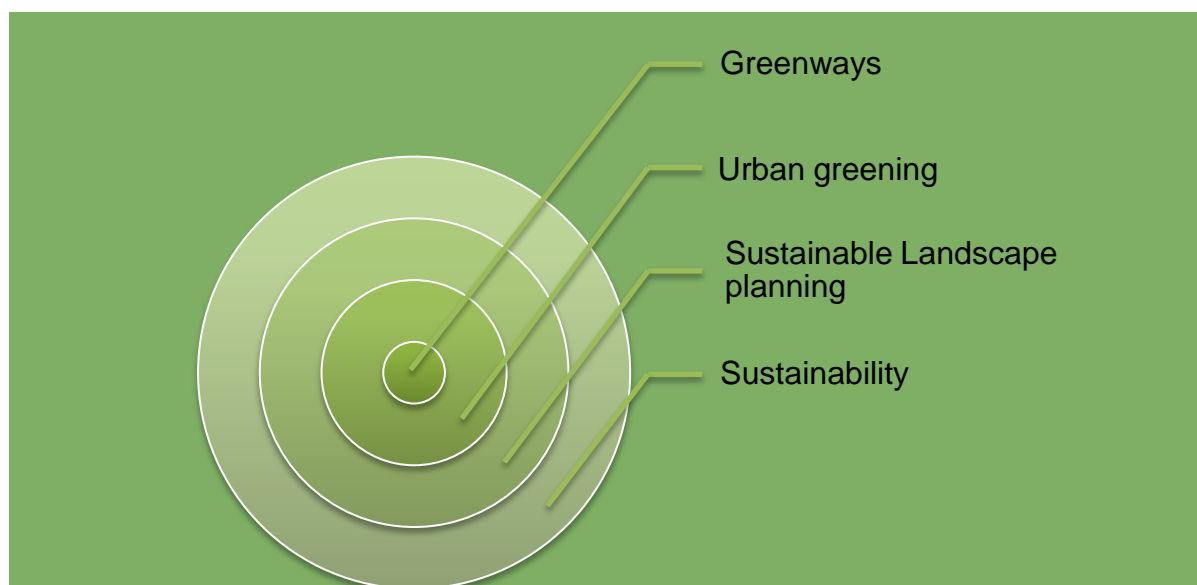 Greenways
Urban greening
Sustainable Landscape
planning
Sustainability